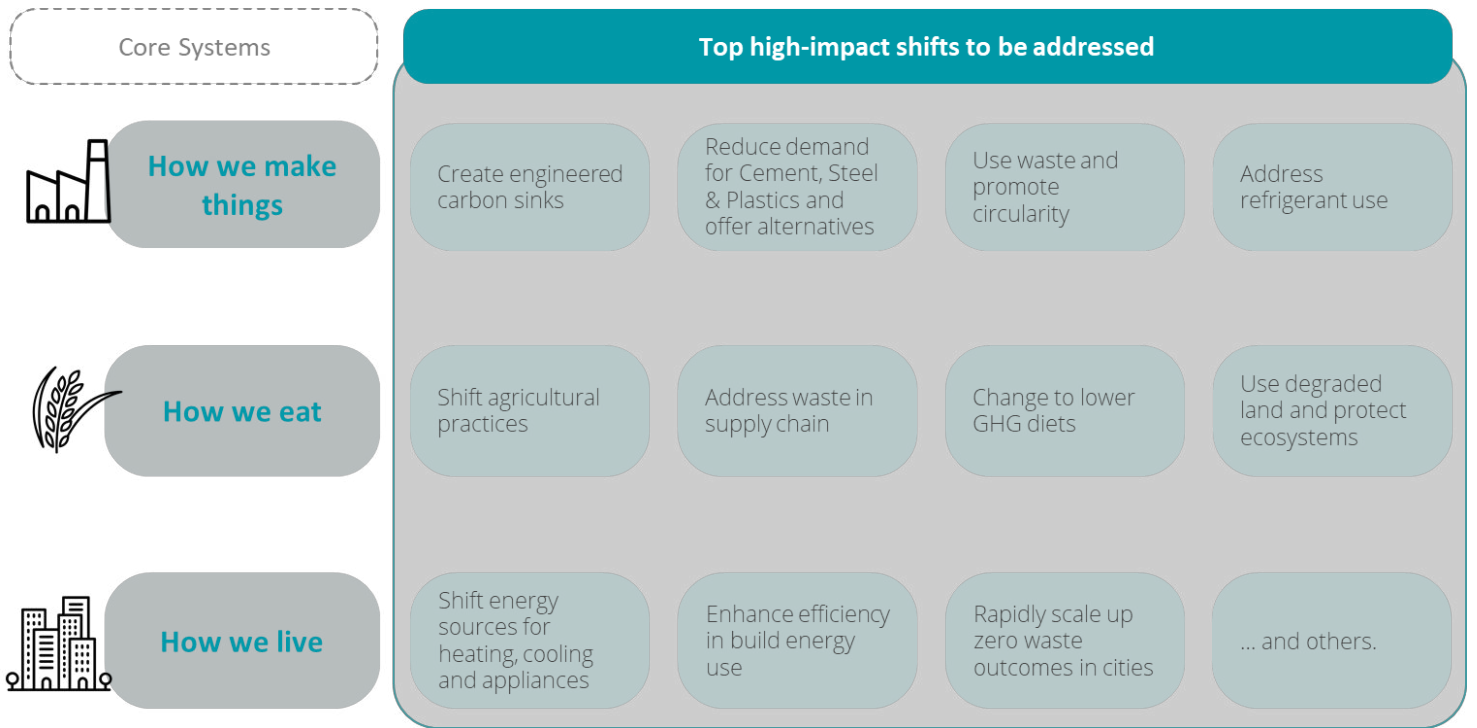 Core Systems
Top high-impact shifts to be addressed
How we make
things
Create engineered
carbon sinks
Reduce demand
for Cement, Steel
& Plastics and
offer alternatives
Use waste and
promote
circularity
Address
refrigerant use
How we eat
Shift agricultural
practices
Address waste in
supply chain
Change to lower
GHG diets
Use degraded
land and protect
ecosystems
How we live
Shift energy
sources for
heating, cooling
and appliances
Enhance efficiency
in build energy
use
Rapidly scale up
zero waste
outcomes in cities
... and others.